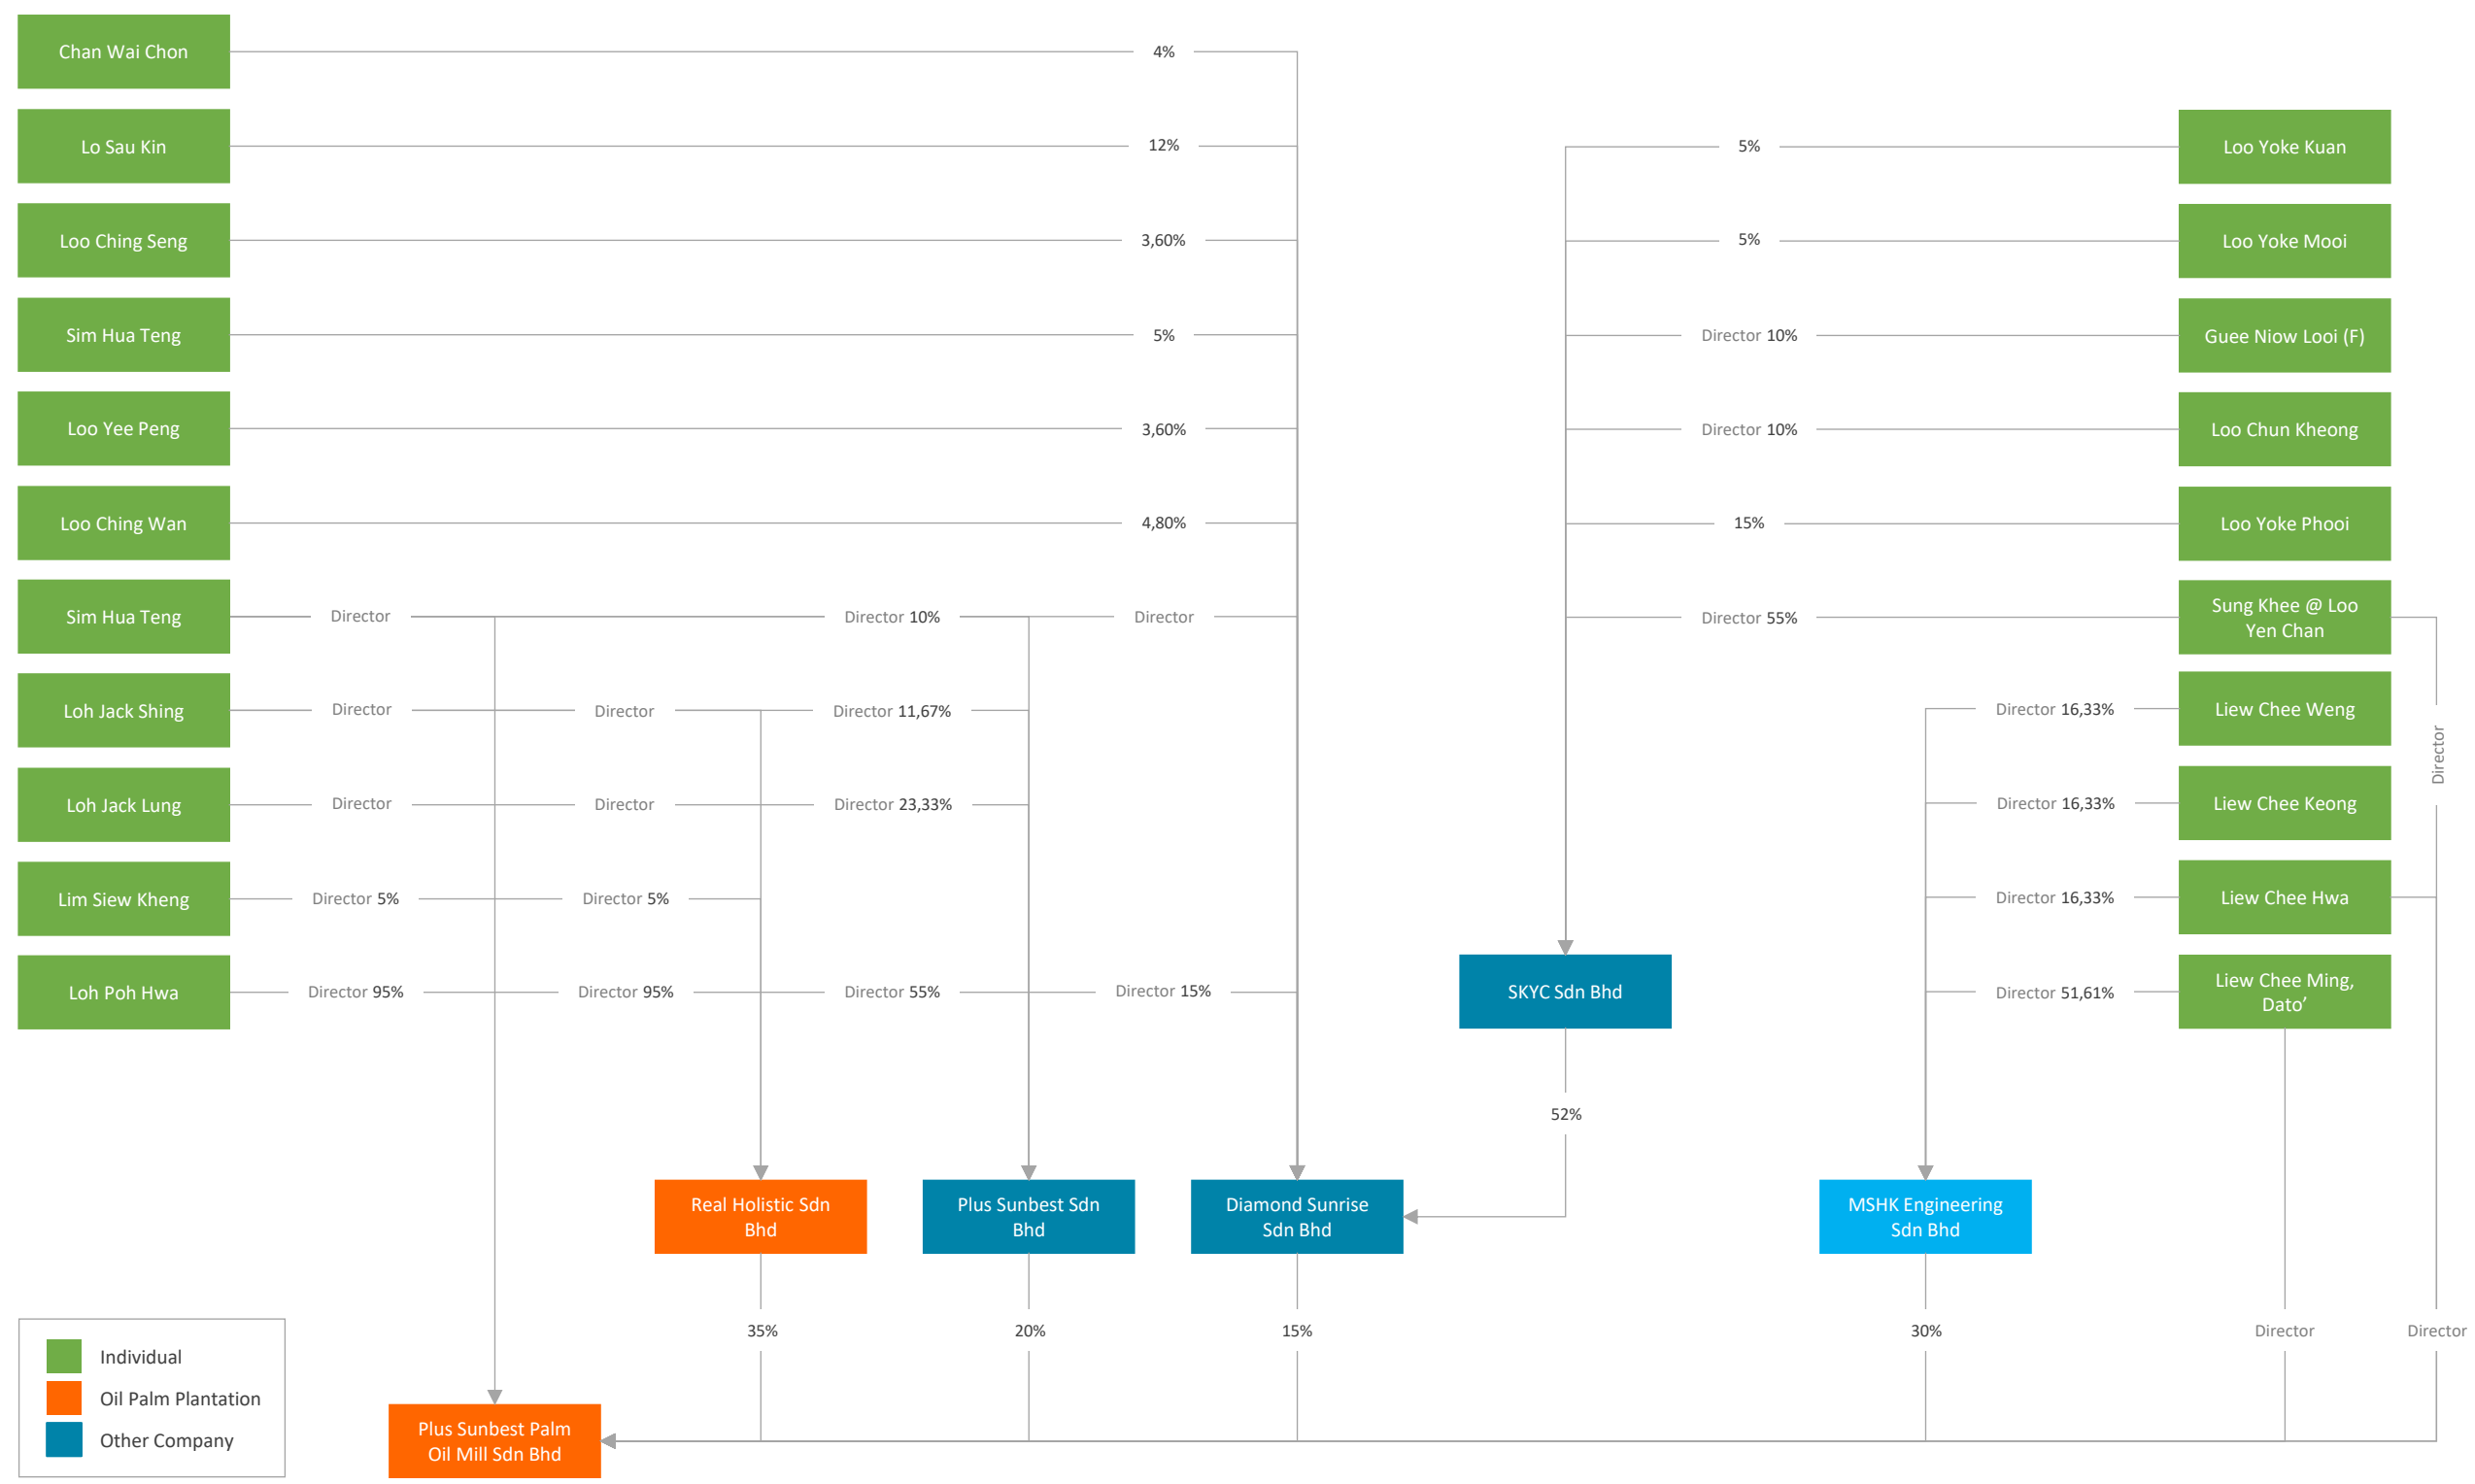 Chan Wai Chon
4%
Lo Sau Kin
12%
5%
Loo Yoke Kuan
Loo Ching Seng
3,60%
5%
Loo Yoke Mooi
Sim Hua Teng
5%
Director 10%
Guee Niow Looi (F)
Loo Yee Peng
3,60%
Director 10%
Loo Chun Kheong
Loo Ching Wan
4,80%
15%
Loo Yoke Phooi
Sim Hua Teng
Director
Director 10%
Director
Director 55%
Sung Khee @ Loo
Yen Chan
Loh Jack Shing
Director
Director
Director 11,67%
Director 16,33%
Liew Chee Weng
Director
Loh Jack Lung
Director
Director
Director 23,33%
Director 16,33%
Liew Chee Keong
Lim Siew Kheng
Director 5%
Director 5%
Director 16,33%
Liew Chee Hwa
Loh Poh Hwa
Director 95%
Director 95%
Director 55%
Director 15%
SKYC Sdn Bhd
Director 51,61%
Liew Chee Ming,
Dato’
52%
Real Holistic Sdn
Bhd
Plus Sunbest Sdn
Bhd
Diamond Sunrise
Sdn Bhd
MSHK Engineering
Sdn Bhd
35%
20%
15%
30%
Director
Director
Individual
Oil Palm Plantation
Other Company
Plus Sunbest Palm
Oil Mill Sdn Bhd